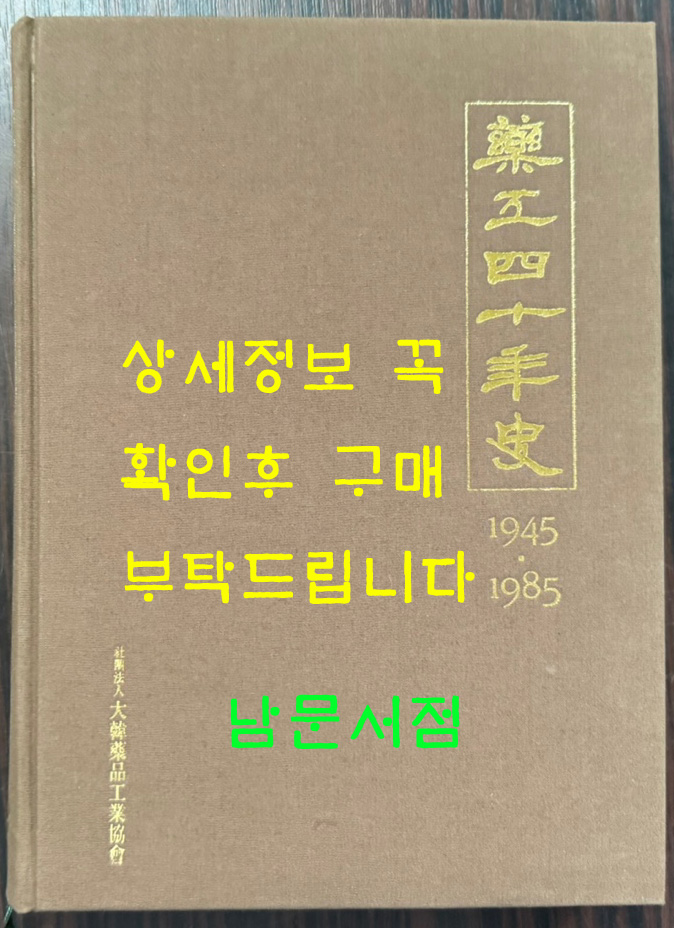 藥工四十年史
1945
·
1985
상세정보 꼭
확인후 구매
부탁드립니다
남문서점
社團法人 大韓藥品工業協會